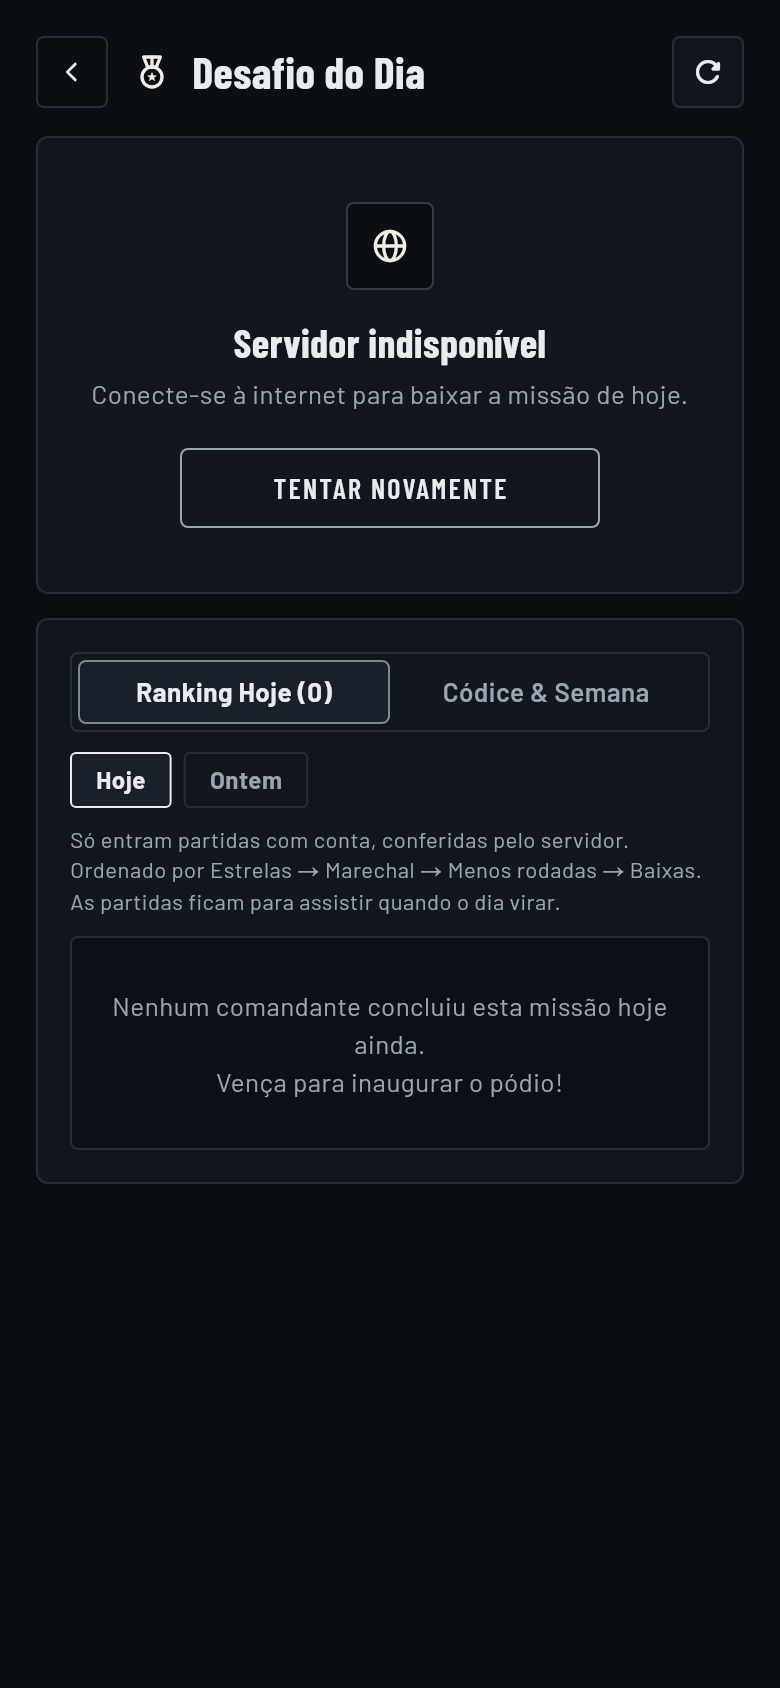 Desafio do Dia
Servidor indisponível
Conecte-se à internet para baixar a missão de hoje.
TENTAR NOVAMENTE
Ranking Hoje (0)
Códice & Semana
Hoje
Ontem
Só entram partidas com conta, conferidas pelo servidor.
Ordenado por Estrelas → Marechal → Menos rodadas → Baixas.
As partidas ficam para assistir quando o dia virar.
Nenhum comandante concluiu esta missão hoje
ainda.
Vença para inaugurar o pódio!